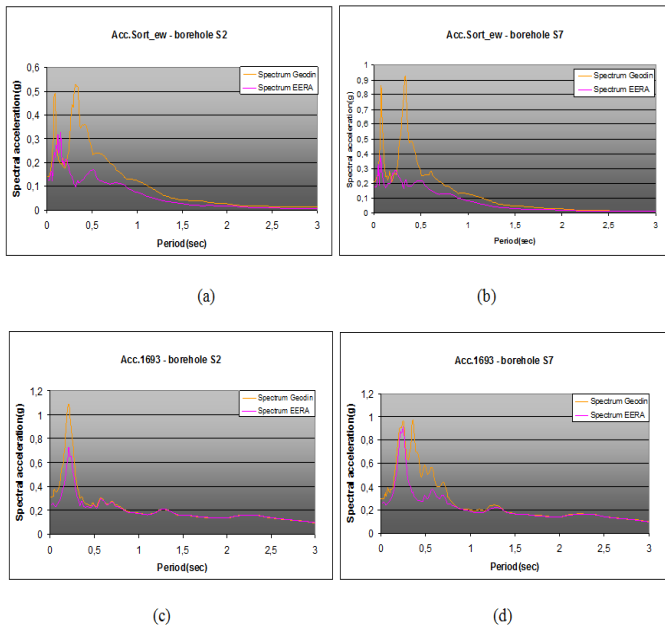 Acc.Sort_ew - borehole S2
Spectral acceleration(g)
0,6
0,5
0,4
0,3
0,2
0,1
0
Spectrum Geodin
Spectrum EERA
0 0,5 1 1,5 2 2,5 3
Period(sec)
(a)
Acc.Sort_ew - borehole S7
Spectral acceleration(g)
1
0,9
0,8
0,7
0,6
0,5
0,4
0,3
0,2
0,1
0
Spectrum Geodin
Spectrum EERA
0 0,5 1 1,5 2 2,5 3
Period(sec)
(b)
Acc.1693 - borehole S2
Spectral acceleration(g)
1,2
1
0,8
0,6
0,4
0,2
0
Spectrum Geodin
Spectrum EERA
0 0,5 1 1,5 2 2,5 3
Period(sec)
(c)
Acc.1693 - borehole S7
Spectral acceleration(g)
1,2
1
0,8
0,6
0,4
0,2
0
Spectrum Geodin
Spectrum EERA
0 0,5 1 1,5 2 2,5 3
Period(sec)
(d)